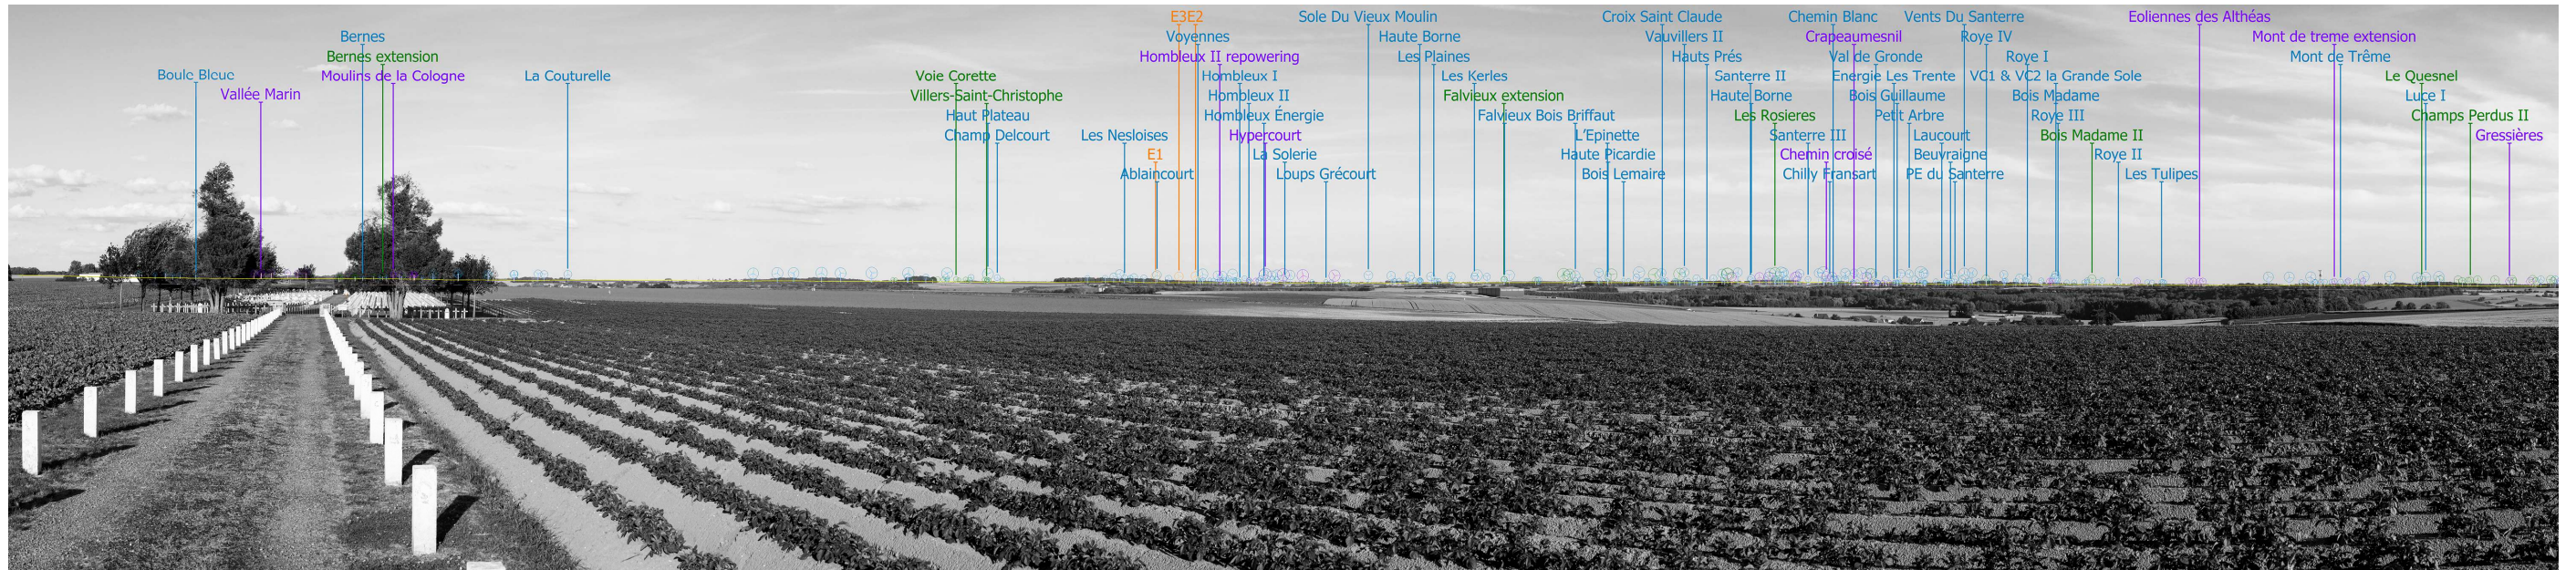 E3E2
Sole Du Vieux Moulin
Croix Saint Claude
Chemin Blanc
Vents Du Santerre
Eoliennes des Althéas
Bernes
Voyennes
Haute Borne
Vauvillers II
Crapeaumesnil
Roye IV
Mont de treme extension
Bernes extension
Hombleux II repowering
Les Plaines
Hauts Prés
Val de Gronde
Roye I
Mont de Trême
Boule Bleue
Moulins de la Cologne
La Couturelle
Voie Corette
Hombleux I
Les Kerles
Santerre II
Energie Les Trente
VC1 & VC2 la Grande Sole
Le Quesnel
Vallée Marin
Villers-Saint-Christophe
Hombleux II
Falvieux extension
Haute Borne
Bois Guillaume
Bois Madame
Luce I
Haut Plateau
Hombleux Énergie
Falvieux Bois Briffaut
Les Rosieres
Petit Arbre
Roye III
Champs Perdus II
Champ Delcourt
Les Nesloises
Hypercourt
L'Epinette
Santerre III
Laucourt
Bois Madame II
Gressières
E1
La Solerie
Haute Picardie
Chemin croisé
Beuvraigne
Roye II
Ablaincourt
Loups Grécourt
Bois Lemaire
Chilly Fransart
PE du Santerre
Les Tulipes